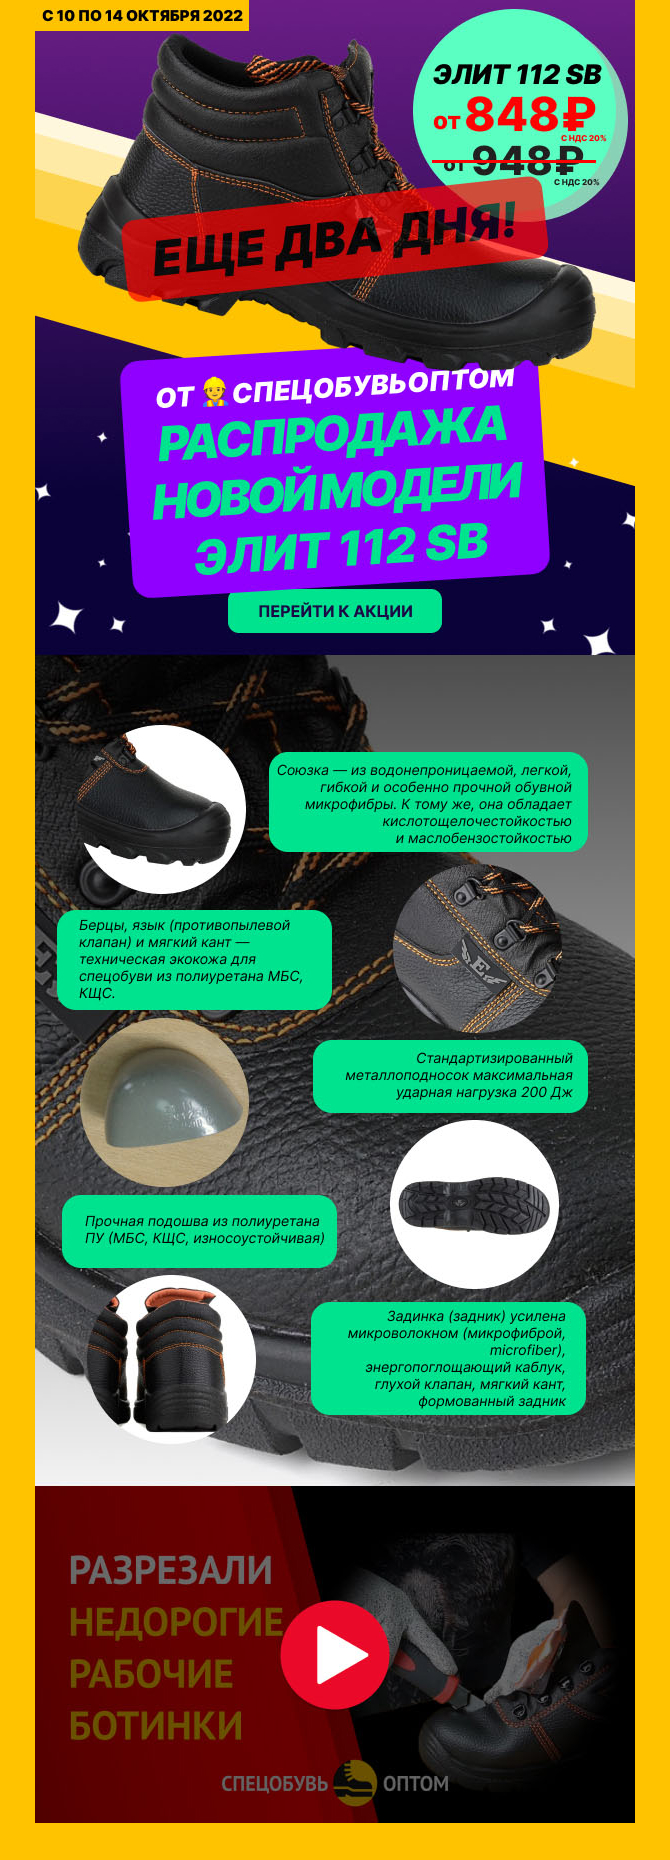 С 10 ПО 14 ОКТЯБРЯ 2022
ЭЛИТ 112 SB
от 848₽
С НДС 20%
от 948₽
С НДС 20%
ЕЩЕ ДВА ДНЯ!
ОТ 👷 СПЕЦОБУВЬОПТОМ
РАСПРОДАЖА
НОВОЙ МОДЕЛИ
ЭЛИТ 112 SB
ПЕРЕЙТИ К АКЦИИ
Союзка — из водонепроницаемой, легкой,
гибкой и особенно прочной обувной
микрофибры. К тому же, она обладает
кислотощелочестойкостью
и маслобензостойкостью
Берцы, язык (противопылевой
клапан) и мягкий кант —
техническая экокожа для
спецобуви из полиуретана МБС,
КЩС.
E
Стандартизированный
металлоподносок максимальная
ударная нагрузка 200 Дж
Прочная подошва из полиуретана
ПУ (МБС, КЩС, износоустойчивая)
Задинка (задник) усилена
микроволокном (микрофиброй,
microfiber),
энергопоглощающий каблук,
глухой клапан, мягкий кант,
формованный задник
РАЗРЕЗАЛИ
НЕДОРОГИЕ
РАБОЧИЕ
БОТИНКИ
СПЕЦОБУВЬ ОПТОМ